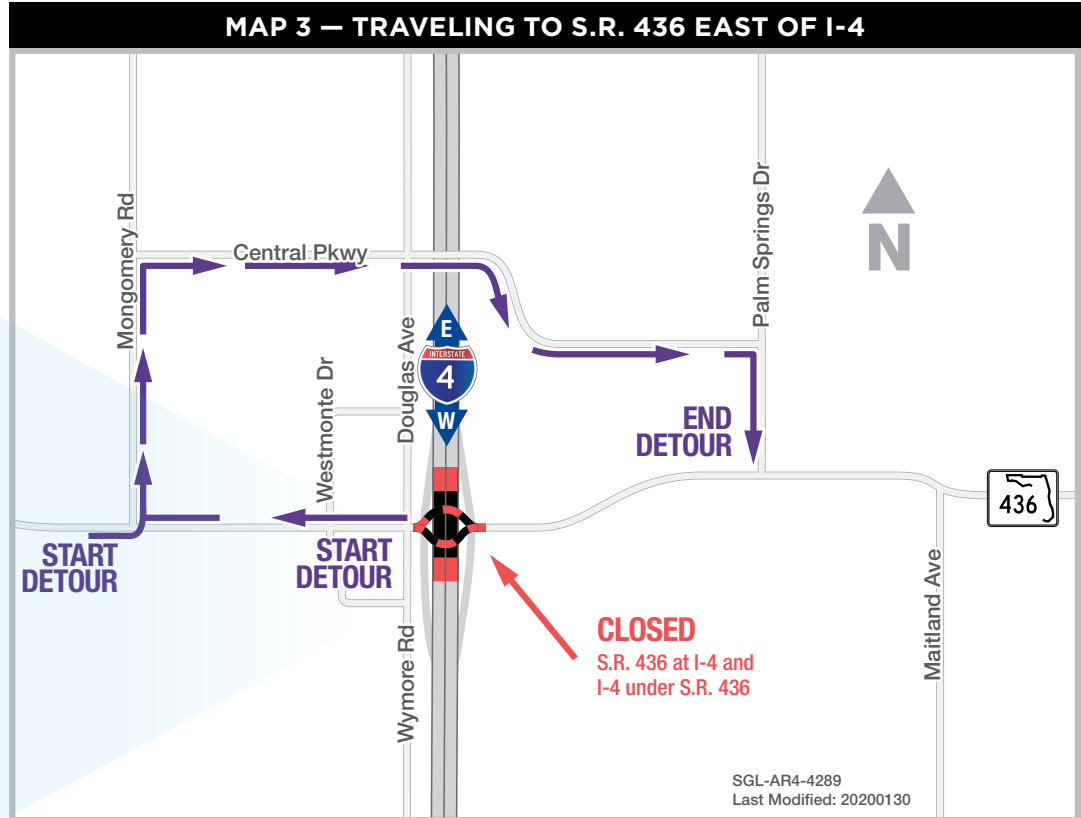 MAP 3 — TRAVELING TO S.R. 436 EAST OF I-4
Mongomery Rd
Central Pkwy
Palm Springs Dr
N
Douglas Ave
Westmonte Dr
E
INTERSTATE
4
W
END
DETOUR
436
START
DETOUR
START
DETOUR
CLOSED
S.R. 436 at I-4 and
I-4 under S.R. 436
Wymore Rd
Maitland Ave
SGL-AR4-4289
Last Modified: 20200130